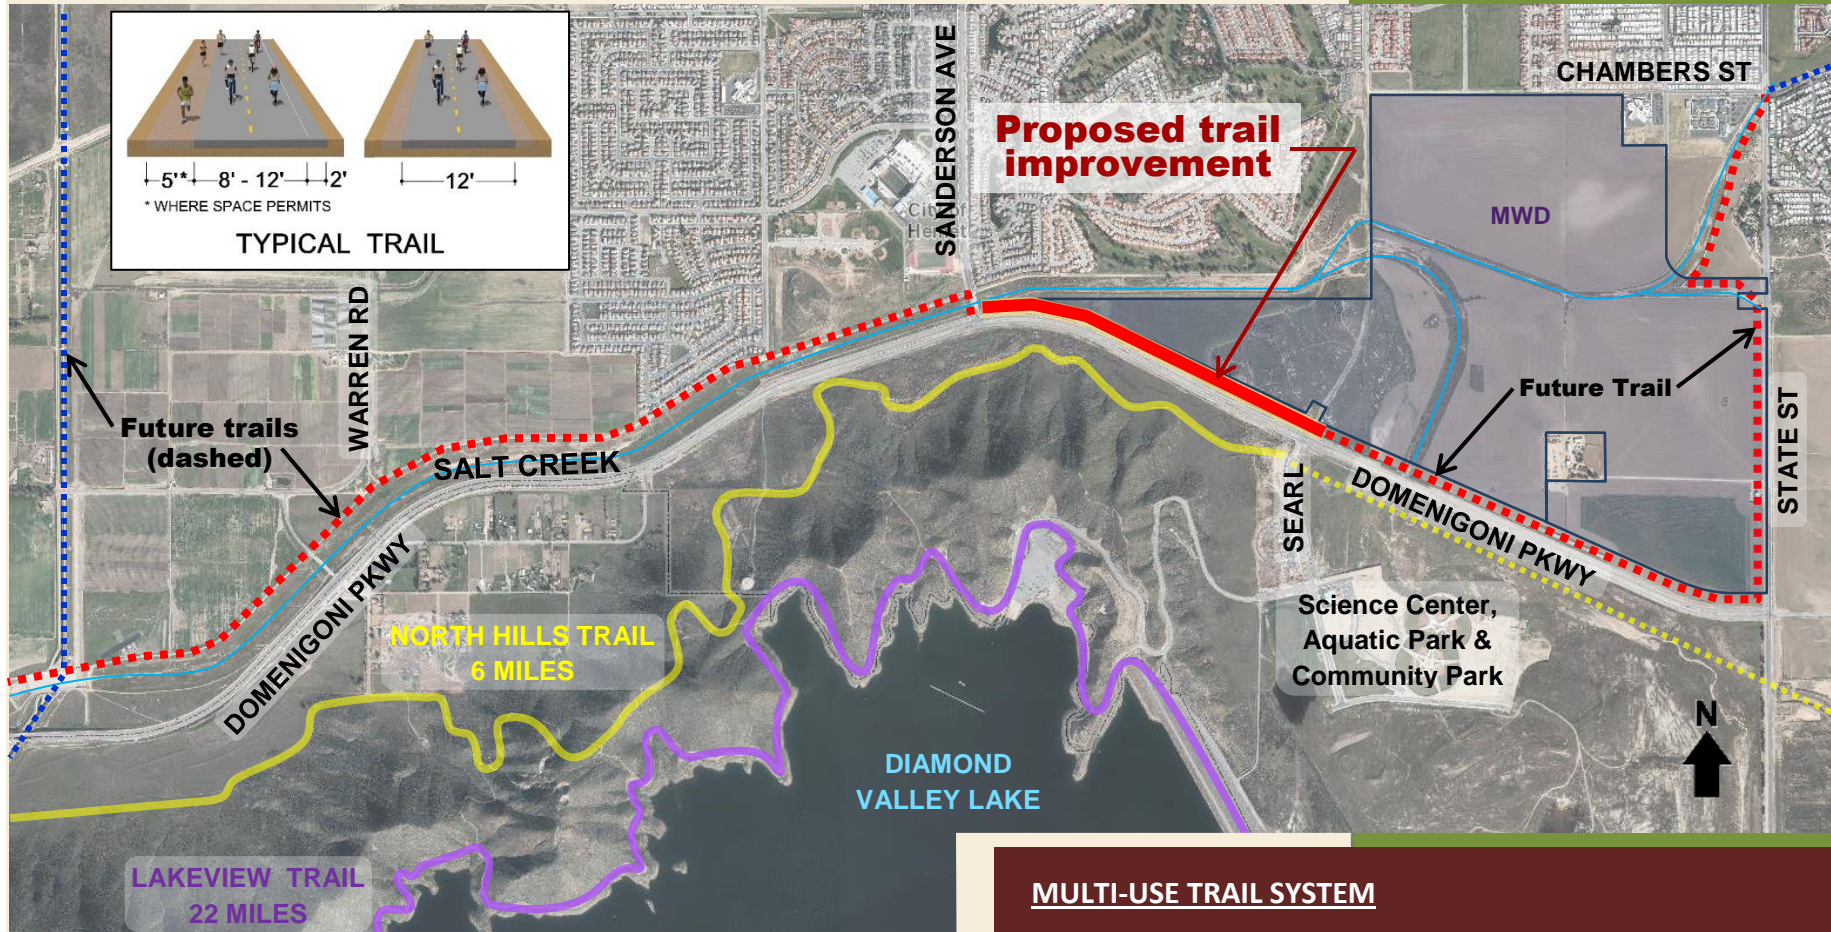 5'* 8' - 12' 2' 12'
* WHERE SPACE PERMITS
TYPICAL TRAIL
SANDERSON AVE
Proposed trail
improvement
CHAMBERS ST
MWD
WARREN RD
Future trails
(dashed)
SALT CREEK
DOMENIGONI PKWY
Future Trail
STATE ST
SEARL
DOMENIGONI PKWY
NORTH HILLS TRAIL
6 MILES
Science Center,
Aquatic Park &
Community Park
N
DIAMOND
VALLEY LAKE
LAKEVIEW TRAIL
22 MILES
MULTI-USE TRAIL SYSTEM